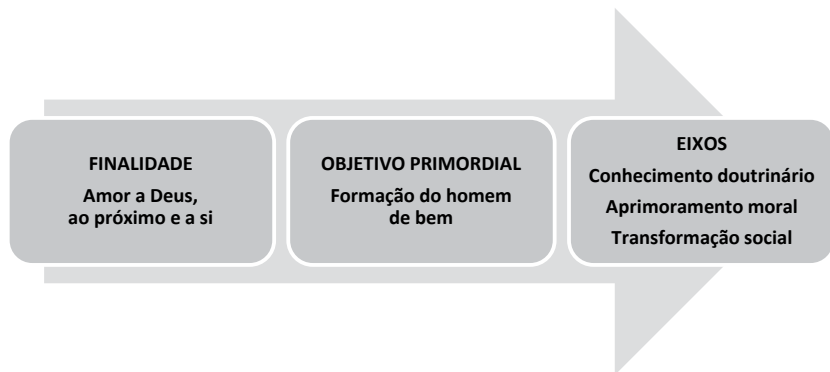 FINALIDADE
Amor a Deus,
ao próximo e a si
OBJETIVO PRIMORDIAL
Formação do homem
de bem
EIXOS
Conhecimento doutrinário
Aprimoramento moral
Transformação social